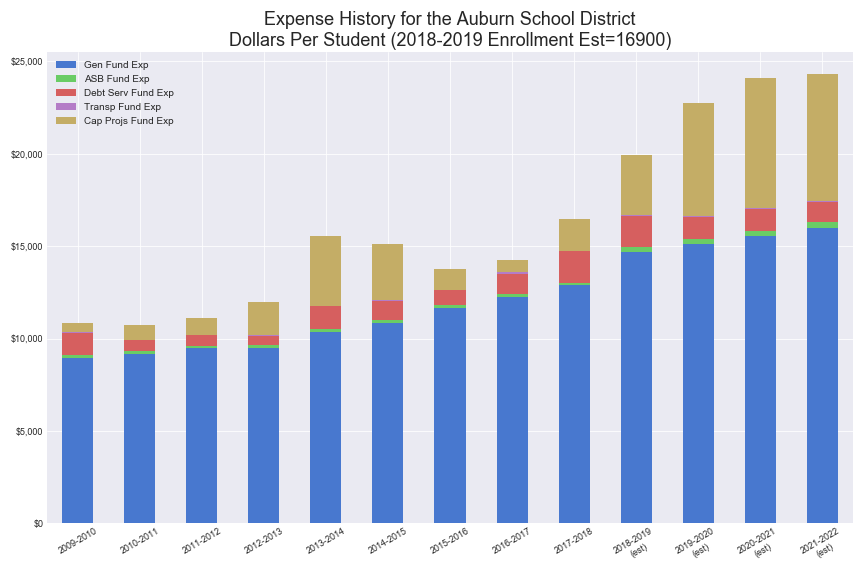 Expense History for the Auburn School District
Dollars Per Student (2018-2019 Enrollment Est=16900)
Gen Fund Exp
ASB Fund Exp
Debt Serv Fund Exp
Transp Fund Exp
Cap Projs Fund Exp
$25,000
$20,000
$15,000
$10,000
$5,000
$0
2009-2010
2010-2011
2011-2012
2012-2013
2013-2014
2014-2015
2015-2016
2016-2017
2017-2018
2018-2019
(est)
2019-2020
(est)
2020-2021
(est)
2021-2022
(est)